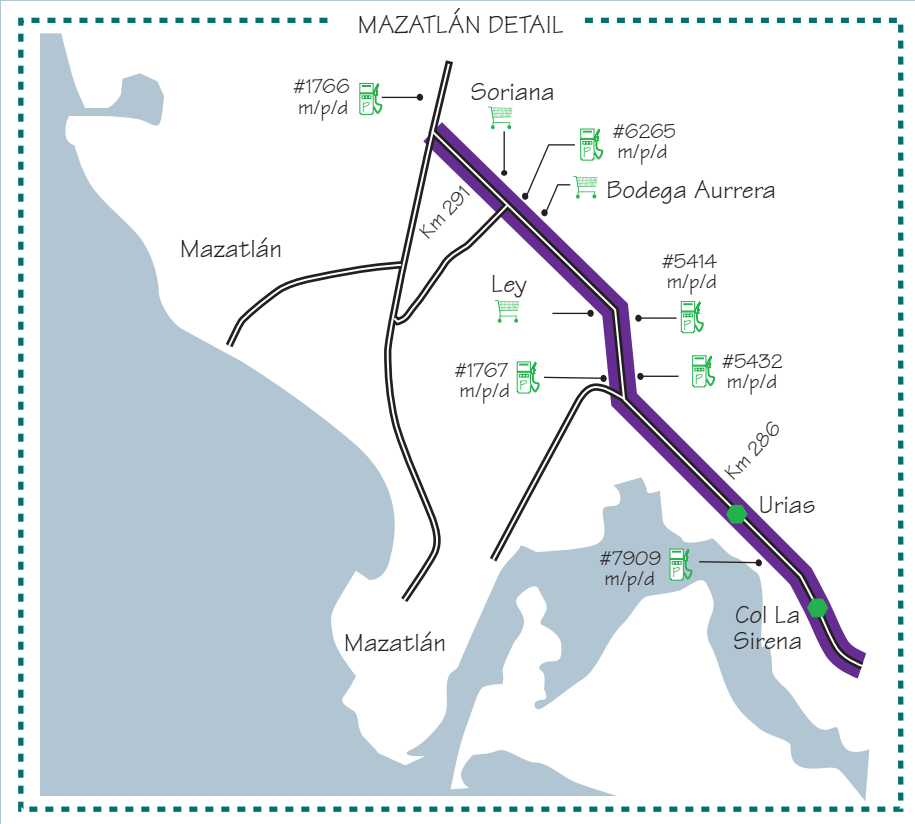 MAZATLÁN DETAIL
#1766
m/p/d
Soriana
#6265
m/p/d
Bodega Aurrera
Km 291
Mazatlán
#5414
m/p/d
Ley
#1767
m/p/d
#5432
m/p/d
Km 286
Urias
#7909
m/p/d
Col La
Sirena
Mazatlán
P
P
P
P
P
P